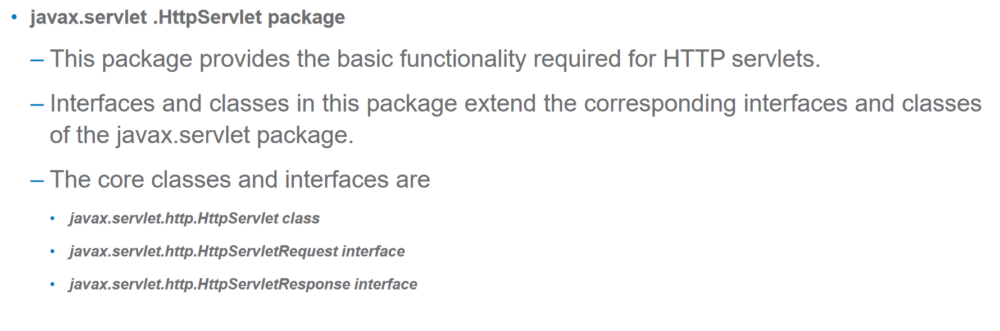 • javax.servlet .HttpServlet package
– This package provides the basic functionality required for HTTP servlets.
– Interfaces and classes in this package extend the corresponding interfaces and classes
of the javax.servlet package.
– The core classes and interfaces are
• javax.servlet.http.HttpServlet class
• javax.servlet.http.HttpServletRequest interface
• javax.servlet.http.HttpServletResponse interface